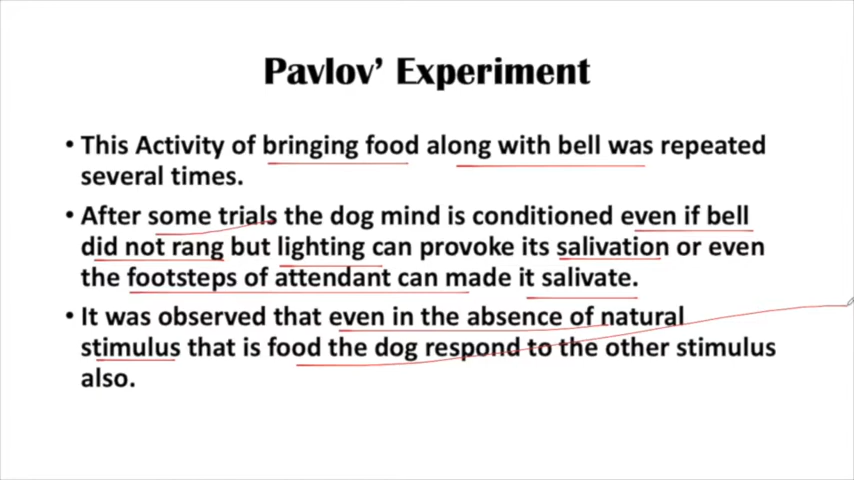 Pavlov’ Experiment
• This Activity of bringing food along with bell was repeated
several times.
• After some trials the dog mind is conditioned even if bell
did not rang but lighting can provoke its salivation or even
the footsteps of attendant can made it salivate.
• It was observed that even in the absence of natural
stimulus that is food the dog respond to the other stimulus
also.